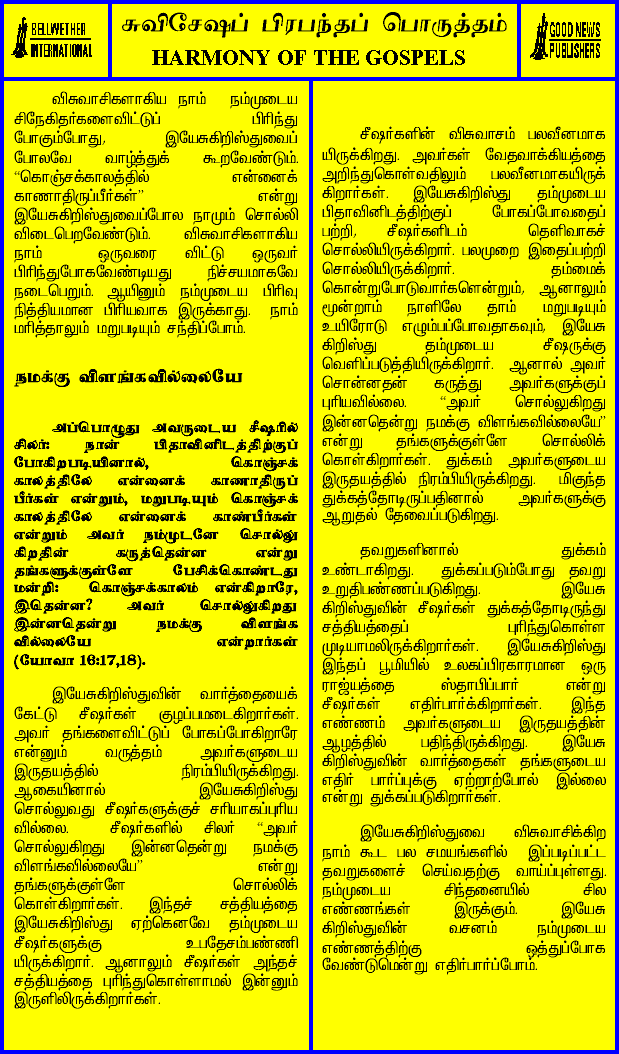 BELLWETHER
INTERNATIONAL
சுவிசேஷப் பிரபந்தப் பொருத்தம்
HARMONY OF THE GOSPELS
GOOD NEWS
PUBLISHERS
விசுவாசிகளாகிய நாம் நம்முடைய
சிநேகிதர்களைவிட்டுப் பிரிந்து
போகும்போது, இயேசுகிறிஸ்துவைப்
போலவே வாழ்த்துக் கூறவேண்டும்.
“கொஞ்சக்காலத்தில் என்னைக்
காணாதிருப்பீர்கள்” என்று
இயேசுகிறிஸ்துவைப்போல நாமும் சொல்லி
விடைபெறவேண்டும். விசுவாசிகளாகிய
நாம் ஒருவரை விட்டு ஒருவர்
பிரிந்துபோகவேண்டியது நிச்சயமாகவே
நடைபெறும். ஆயினும் நம்முடைய பிரிவு
நித்தியமான பிரியவாக இருக்காது. நாம்
மரித்தாலும் மறுபடியும் சந்திப்போம்.
நமக்கு விளங்கவில்லையே
அப்பொழுது அவருடைய சீஷரில்
சிலர்: நான் பிதாவினிடத்திற்குப்
போகிறபடியினால், கொஞ்சக்
காலத்திலே என்னைக் காணாதிருப்
பீர்கள் என்றும், மறுபடியும் கொஞ்சக்
காலத்திலே என்னைக் காண்பீர்கள்
என்றும் அவர் நம்முடனே சொல்லு
கிறதின் கருத்தென்ன என்று
தங்களுக்குள்ளே பேசிக்கொண்டது
மன்றி: கொஞ்சக்காலம் என்கிறாரே,
இதென்ன? அவர் சொல்லுகிறது
இன்னதென்று நமக்கு விளங்க
வில்லையே என்றார்கள்
(யோவா 16:17,18).
இயேசுகிறிஸ்துவின் வார்த்தையைக்
கேட்டு சீஷர்கள் குழப்பமடைகிறார்கள்.
அவர் தங்களைவிட்டுப் போகப்போகிறாரே
என்னும் வருத்தம் அவர்களுடைய
இருதயத்தில் நிரம்பியிருக்கிறது.
ஆகையினால் இயேசுகிறிஸ்து
சொல்லுவது சீஷர்களுக்குச் சரியாகப்புரிய
வில்லை. சீஷர்களில் சிலர் “அவர்
சொல்லுகிறது இன்னதென்று நமக்கு
விளங்கவில்லையே” என்று
தங்களுக்குள்ளே சொல்லிக்
கொள்கிறார்கள். இந்தச் சத்தியத்தை
இயேசுகிறிஸ்து ஏற்கெனவே தம்முடைய
சீஷர்களுக்கு உபதேசம்பண்ணி
யிருக்கிறார். ஆனாலும் சீஷர்கள் அந்தச்
சத்தியத்தை புரிந்துகொள்ளாமல் இன்னும்
இருளிலிருக்கிறார்கள்.
சீஷர்களின் விசுவாசம் பலவீனமாக
யிருக்கிறது. அவர்கள் வேதவாக்கியத்தை
அறிந்துகொள்வதிலும் பலவீனமாகயிருக்
கிறார்கள். இயேசுகிறிஸ்து தம்முடைய
பிதாவினிடத்திற்குப் போகப்போவதைப்
பற்றி, சீஷர்களிடம் தெளிவாகச்
சொல்லியிருக்கிறார். பலமுறை இதைப்பற்றி
சொல்லியிருக்கிறார். தம்மைக்
கொன்றுபோடுவார்களென்றும், ஆனாலும்
மூன்றாம் நாளிலே தாம் மறுபடியும்
உயிரோடு எழும்பப்போவதாகவும், இயேசு
கிறிஸ்து தம்முடைய சீஷருக்கு
வெளிப்படுத்தியிருக்கிறார். ஆனால் அவர்
சொன்னதன் கருத்து அவர்களுக்குப்
புரியவில்லை. “அவர் சொல்லுகிறது
இன்னதென்று நமக்கு விளங்கவில்லையே”
என்று தங்களுக்குள்ளே சொல்லிக்
கொள்கிறார்கள். துக்கம் அவர்களுடைய
இருதயத்தில் நிரம்பியிருக்கிறது. மிகுந்த
துக்கத்தோடிருப்பதினால் அவர்களுக்கு
ஆறுதல் தேவைப்படுகிறது.
தவறுகளினால் துக்கம்
உண்டாகிறது. துக்கப்படும்போது தவறு
உறுதிபண்ணப்படுகிறது. இயேசு
கிறிஸ்துவின் சீஷர்கள் துக்கத்தோடிருந்து
சத்தியத்தைப் புரிந்துகொள்ள
முடியாமலிருக்கிறார்கள். இயேசுகிறிஸ்து
இந்தப் பூமியில் உலகப்பிரகாரமான ஒரு
ராஜ்யத்தை ஸ்தாபிப்பார் என்று
சீஷர்கள் எதிர்பார்க்கிறார்கள். இந்த
எண்ணம் அவர்களுடைய இருதயத்தின்
ஆழத்தில் பதிந்திருக்கிறது. இயேசு
கிறிஸ்துவின் வார்த்தைகள் தங்களுடைய
எதிர் பார்ப்புக்கு ஏற்றாற்போல் இல்லை
என்று துக்கப்படுகிறார்கள்.
இயேசுகிறிஸ்துவை விசுவாசிக்கிற
நாம் கூட பல சமயங்களில் இப்படிப்பட்ட
தவறுகளைச் செய்வதற்கு வாய்ப்புள்ளது.
நம்முடைய சிந்தனையில் சில
எண்ணங்கள் இருக்கும். இயேசு
கிறிஸ்துவின் வசனம் நம்முடைய
எண்ணத்திற்கு ஒத்துப்போக
வேண்டுமென்று எதிர்பார்ப்போம்.